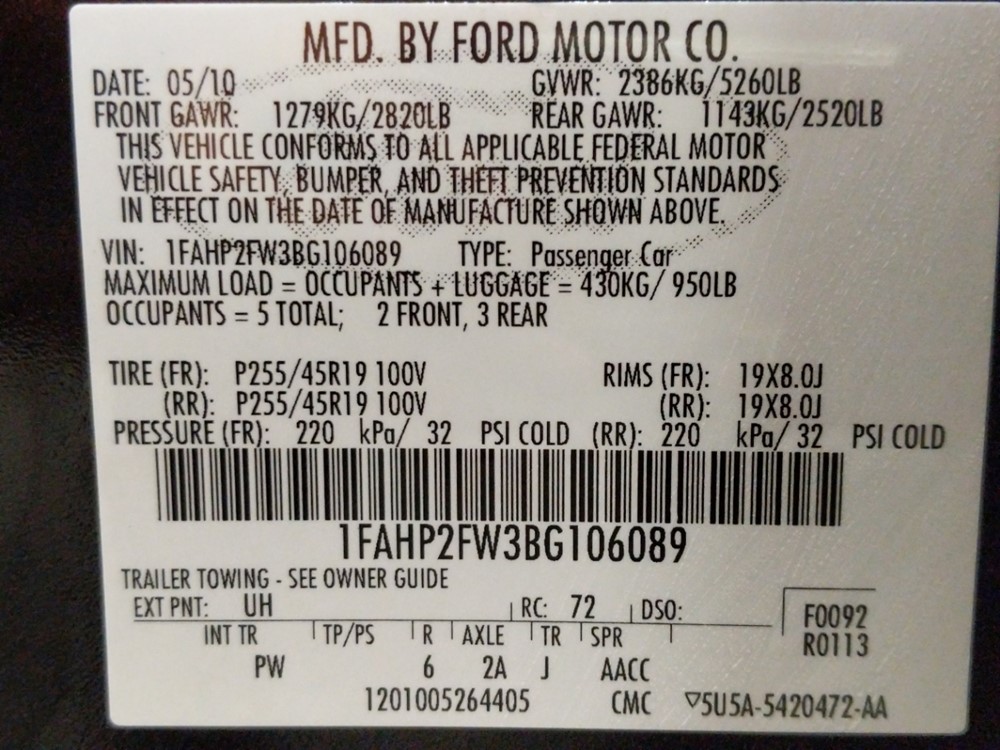 MFD. BY FORD MOTOR CO.
DATE: 05/10 GVWR: 2386KG/5260LB
FRONT GAWR: 1279KG/2820LB REAR GAWR: 1143KG/2520LB
THIS VEHICLE CONFORMS TO ALL APPLICABLE FEDERAL MOTOR
VEHICLE SAFETY, BUMPER, AND THEFT PREVENTION STANDARDS
IN EFFECT ON THE DATE OF MANUFACTURE SHOWN ABOVE.
VIN: 1FAHP2FW3BG106089 TYPE: Passenger Car
MAXIMUM LOAD = OCCUPANTS + LUGGAGE = 430KG/ 950LB
OCCUPANTS = 5 TOTAL; 2 FRONT, 3 REAR
TIRE (FR): P255/45R19 100V RIMS (FR): 19X8.0J
(RR): P255/45R19 100V (RR): 19X8.0J
PRESSURE (FR): 220 kPa/ 32 PSI COLD (RR): 220 kPa/ 32 PSI COLD
1FAHP2FW3BG106089
TRAILER TOWING - SEE OWNER GUIDE
EXT PNT: UH RC: 72 DSO: F0092
INT TR TP/PS R AXLE TR SPR R0113
PW 6 2A J AACC
1201005264405 CMC ▽5U5A-5420472-AA